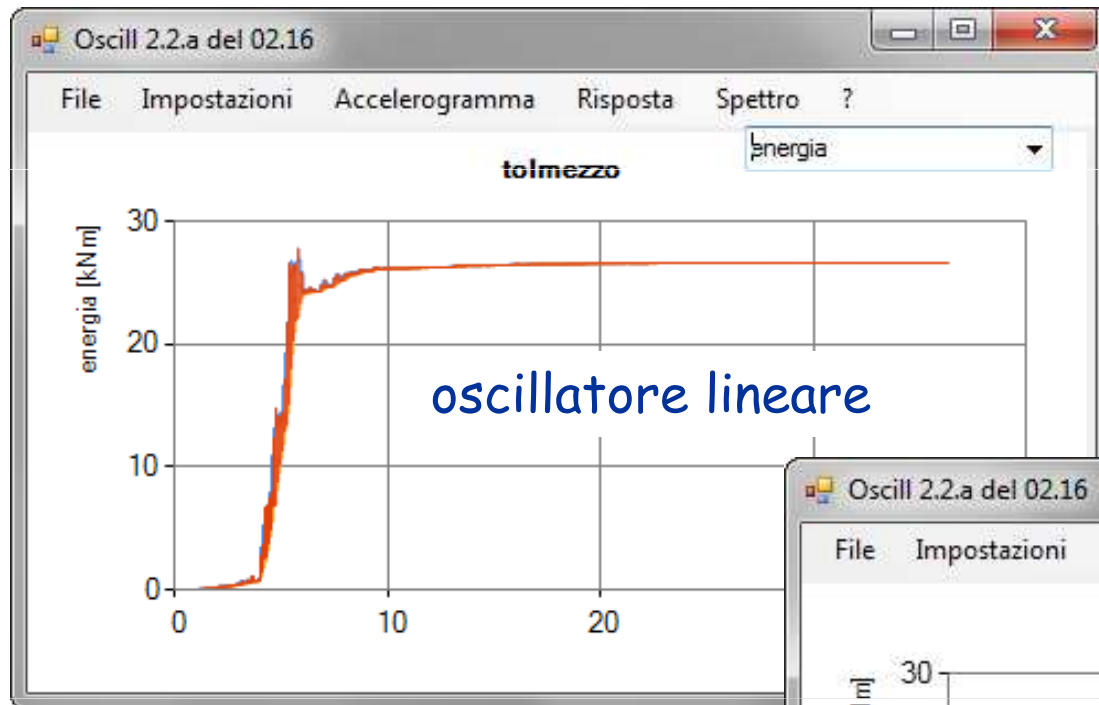 Oscill 2.2.a del 02.16
File Impostazioni Accelerogramma Risposta Spettro ?
energia
tolmezzo
energia [kNm]
30
20
10
0
0 10 20
oscillatore lineare
Oscill 2.2.a del 02.16
File Impostazioni
30
m]